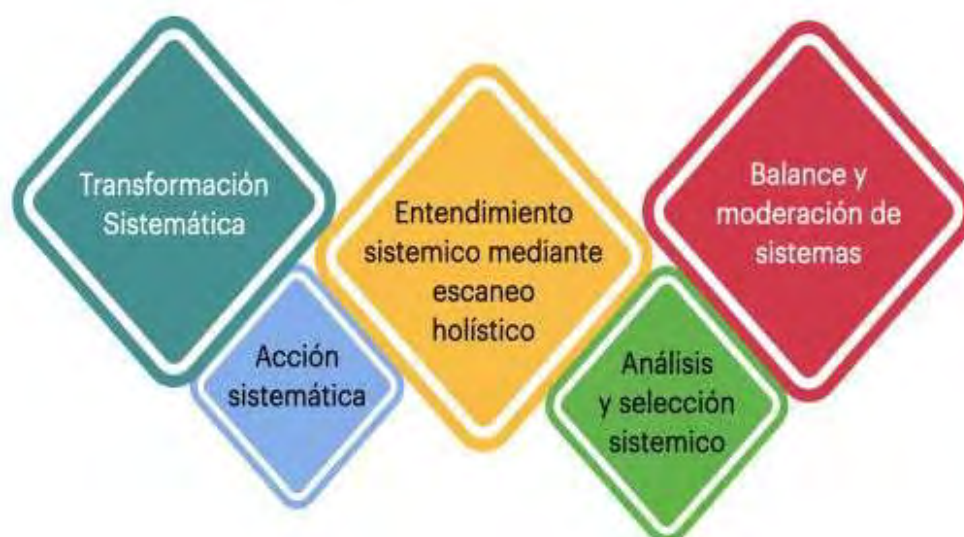 Transformación
Sistemática
Acción
sistemática
Entendimiento
sistemico mediante
escaneo
holístico
Análisis
y selección
sistemico
Balance y
moderación de
sistemas